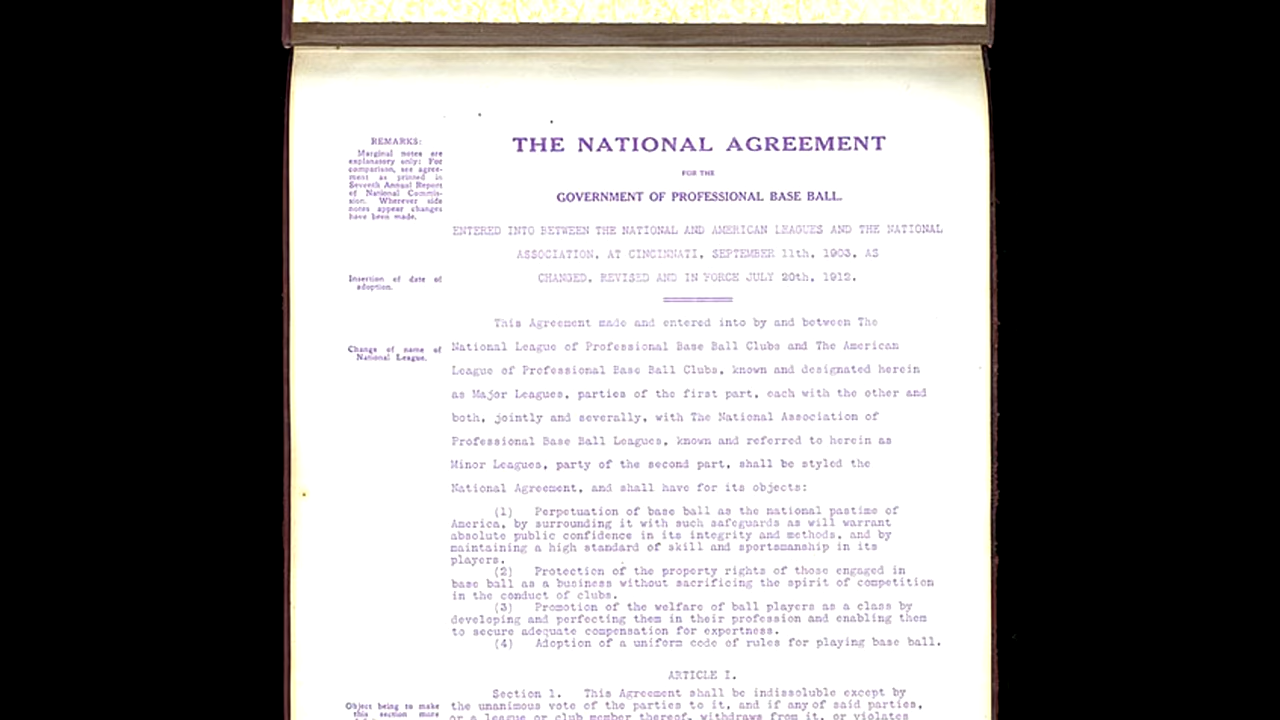 REMARKS:
Marginal notes are
explanatory only: For
comparison, see agree-
ment as printed in
Seventh Annual Report
of National Commis-
sion. Wherever side
notes appear changes
have been made.
THE NATIONAL AGREEMENT
FOR THE
GOVERNMENT OF PROFESSIONAL BASE BALL.
ENTERED INTO BETWEEN THE NATIONAL AND AMERICAN LEAGUES AND THE NATIONAL
ASSOCIATION, AT CINCINNATI, SEPTEMBER 11th, 1903, AS
CHANGED, REVISED AND IN FORCE JULY 20th, 1912.
Insertion of date of
adoption.
This Agreement made and entered into by and between The
Change of name of
National League.
National League of Professional Base Ball Clubs and The American
League of Professional Base Ball Clubs, known and designated herein
as Major Leagues, parties of the first part, each with the other and
both, jointly and severally, with The National Association of
Professional Base Ball Leagues, known and referred to herein as
Minor Leagues, party of the second part, shall be styled the
National Agreement, and shall have for its objects:
(1) Perpetuation of base ball as the national pastime of
America, by surrounding it with such safeguards as will warrant
absolute public confidence in its integrity and methods, and by
maintaining a high standard of skill and sportsmanship in its
players.
(2) Protection of the property rights of those engaged in
base ball as a business without sacrificing the spirit of competition
in the conduct of clubs.
(3) Promotion of the welfare of ball players as a class by
developing and perfecting them in their profession and enabling them
to secure adequate compensation for expertness.
(4) Adoption of a uniform code of rules for playing base ball.
ARTICLE I.
Section 1. This Agreement shall be indissoluble except by
the unanimous vote of the parties to it, and if any of said parties,
or a league or club member thereof, withdraws from it, or violates
Object being to make
this section more